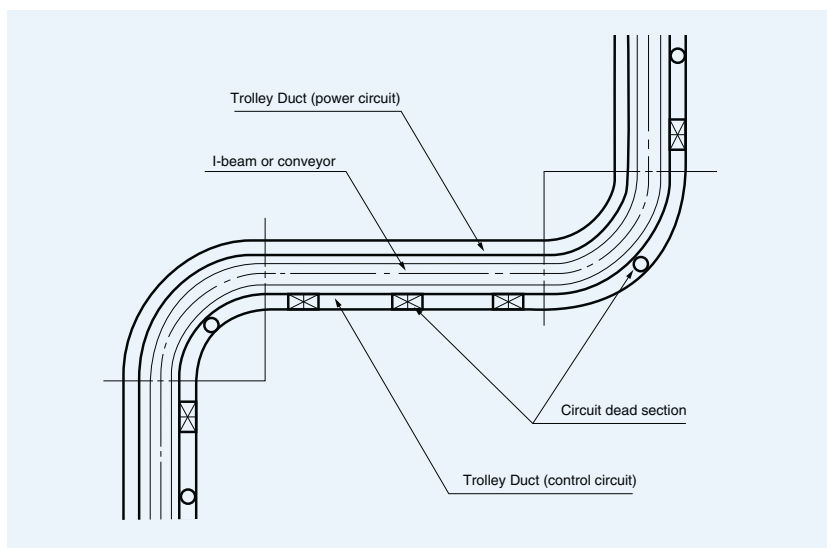 Trolley Duct (power circuit)
I-beam or conveyor
Circuit dead section
Trolley Duct (control circuit)